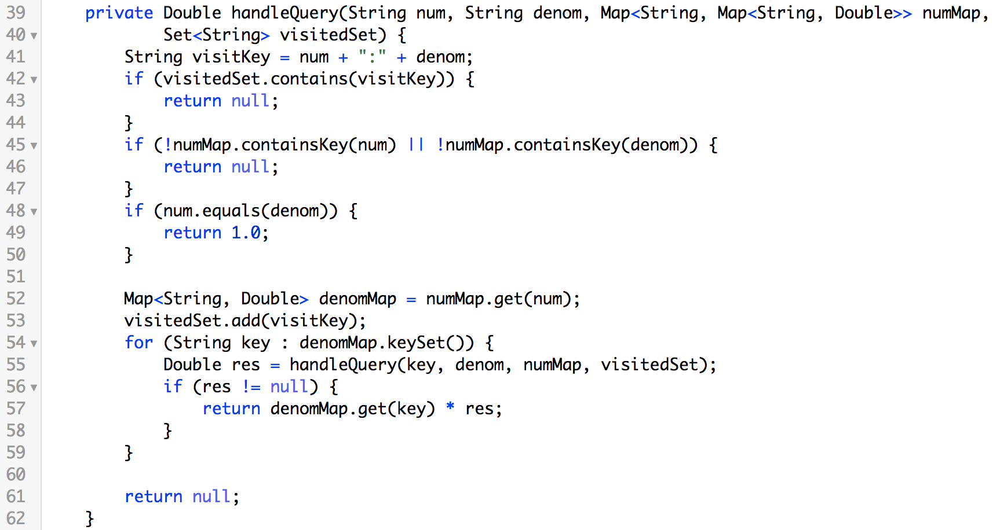 39 private Double handleQuery(String num, String denom, Map<String, Map<String, Double>> numMap,
40 Set<String> visitedSet) {
41 String visitKey = num + ":" + denom;
42 if (visitedSet.contains(visitKey)) {
43 return null;
44 }
45 if (!numMap.containsKey(num) || !numMap.containsKey(denom)) {
46 return null;
47 }
48 if (num.equals(denom)) {
49 return 1.0;
50 }
51
52 Map<String, Double> denomMap = numMap.get(num);
53 visitedSet.add(visitKey);
54 for (String key : denomMap.keySet()) {
55 Double res = handleQuery(key, denom, numMap, visitedSet);
56 if (res != null) {
57 return denomMap.get(key) * res;
58 }
59 }
60
61 return null;
62 }